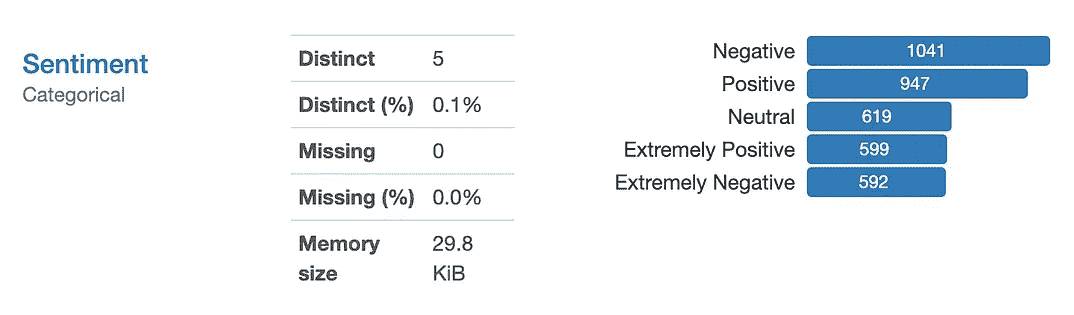 Sentiment
Categorical
Distinct 5
Distinct (%) 0.1%
Missing 0
Missing (%) 0.0%
Memory size 29.8 KiB
Negative 1041
Positive 947
Neutral 619
Extremely Positive 599
Extremely Negative 592